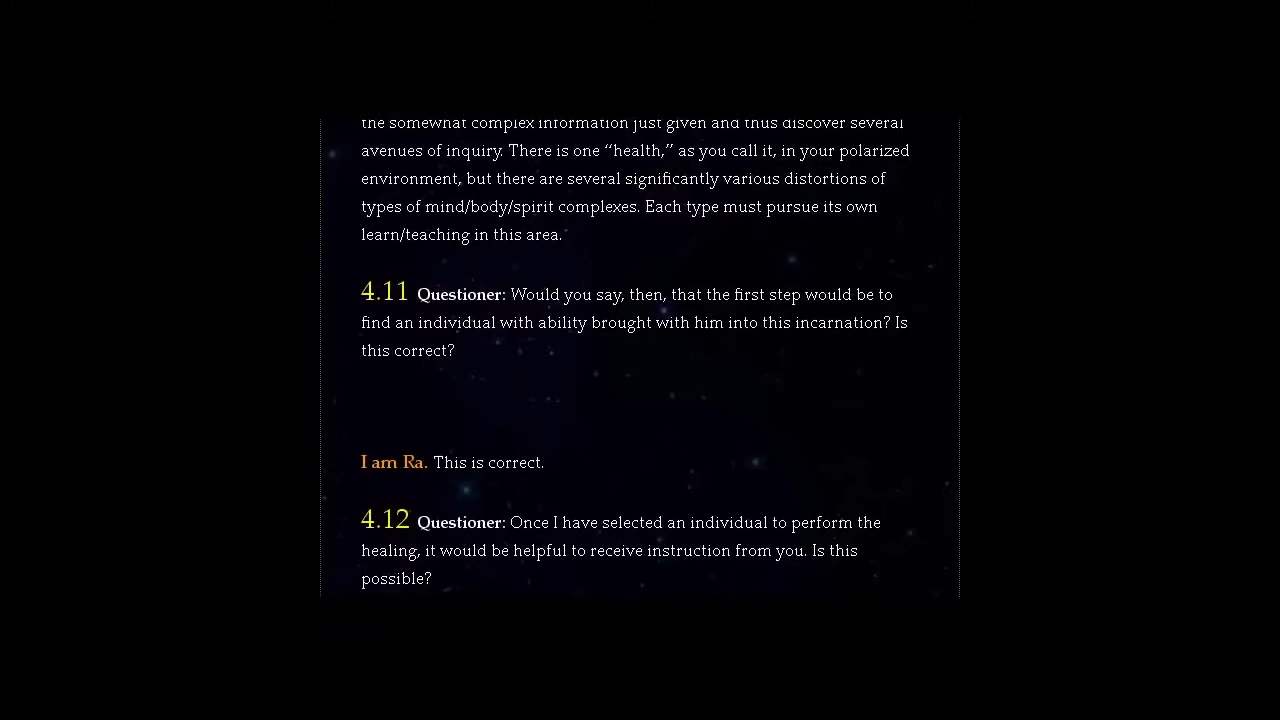 the somewhat complex information just given and thus discover several
avenues of inquiry. There is one “health,” as you call it, in your polarized
environment, but there are several significantly various distortions of
types of mind/body/spirit complexes. Each type must pursue its own
learn/teaching in this area.
4.11 Questioner: Would you say, then, that the first step would be to
find an individual with ability brought with him into this incarnation? Is
this correct?
I am Ra. This is correct.
4.12 Questioner: Once I have selected an individual to perform the
healing, it would be helpful to receive instruction from you. Is this
possible?